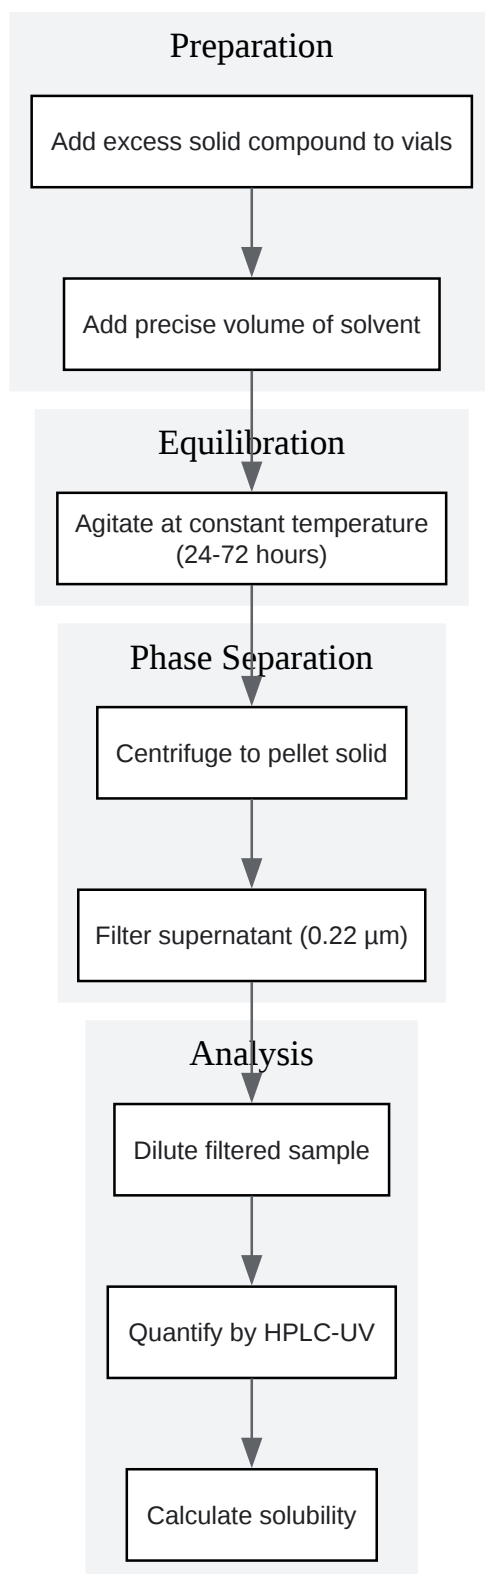 Preparation
Add excess solid compound to vials
Add precise volume of solvent
Equilibration
Agitate at constant temperature
(24-72 hours)
Phase Separation
Centrifuge to pellet solid
Filter supernatant (0.22 µm)
Analysis
Dilute filtered sample
Quantify by HPLC-UV
Calculate solubility